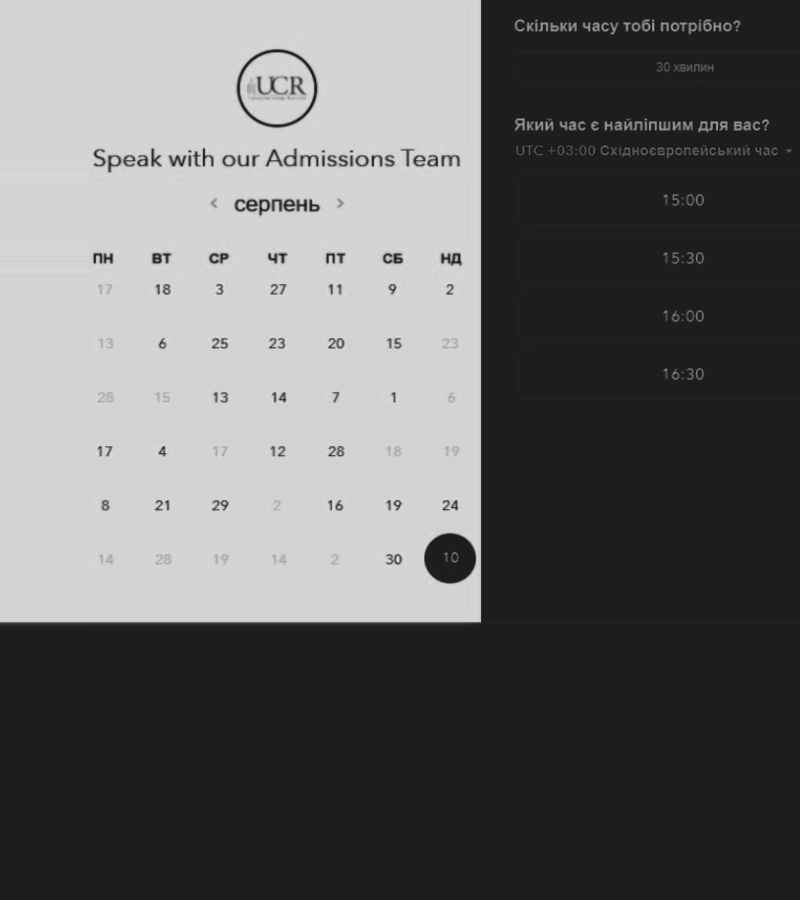 UCR
Speak with our Admissions Team
серпень
ПН ВТ СР ЧТ ПТ СБ НД
17 18 3 27 11 9 2
13 6 25 23 20 15 23
28 15 13 14 7 1 6
17 4 17 12 28 18 19
8 21 29 2 16 19 24
14 28 19 14 2 30 10
Скільки часу тобі потрібно?
30 хвилин
Який час є найліпшим для вас?
UTC +03:00 Східноєвропейський час
15:00
15:30
16:00
16:30